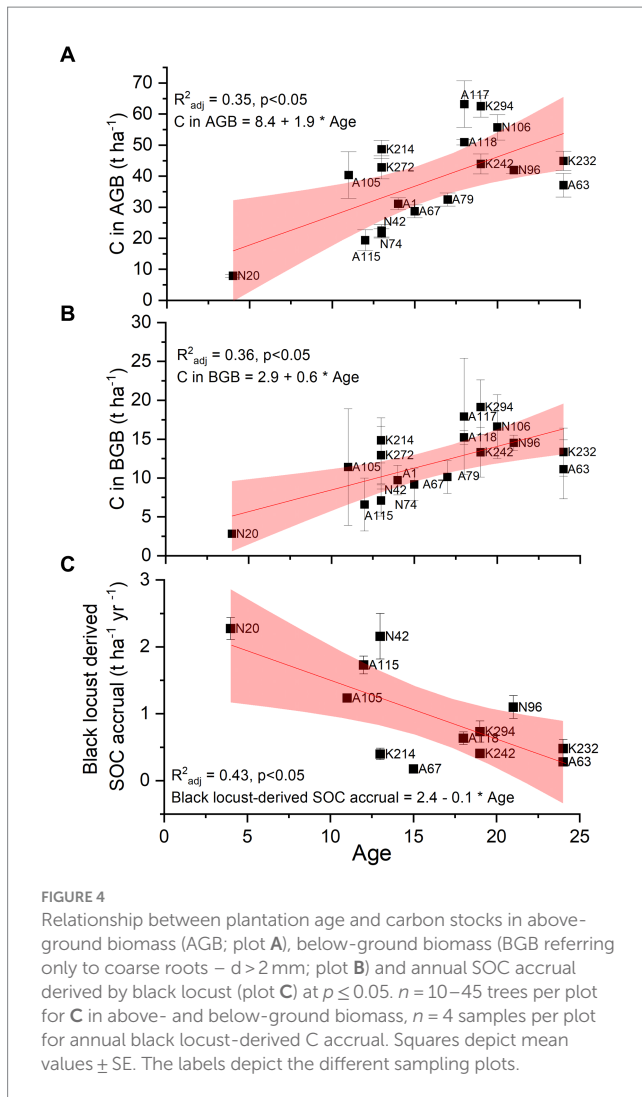 A
R²adj = 0.35, p<0.05
C in AGB = 8.4 + 1.9 * Age
C in AGB (t ha⁻¹)
70
60
50
40
30
20
10
0
A117
K294
N106
A118
K214
K272
K242
K232
A105
N96
A63
A1
A79
A67
N42
N74
A115
N20
B
R²adj = 0.36, p<0.05
C in BGB = 2.9 + 0.6 * Age
C in BGB (t ha⁻¹)
30
25
20
15
10
5
0
K294
A117
N106
A118
K214
N96
K272
K242
K232
A105
A63
A1
A67
A79
N42
A115
N74
N20
C
Black locust derived
SOC accrual (t ha⁻¹ yr ⁻¹)
3
2
1
0
N20
N42
A115
A105
N96
K294
A118
K214
K242
K232
A63
A67
R²adj = 0.43, p<0.05
Black locust-derived SOC accrual = 2.4 - 0.1 * Age
0
5
10
15
20
25
Age
FIGURE 4
Relationship between plantation age and carbon stocks in above-
ground biomass (AGB; plot A), below-ground biomass (BGB referring
only to coarse roots – d > 2 mm; plot B) and annual SOC accrual
derived by black locust (plot C) at p ≤ 0.05. n = 10–45 trees per plot
for C in above- and below-ground biomass, n = 4 samples per plot
for annual black locust-derived C accrual. Squares depict mean
values ± SE. The labels depict the different sampling plots.